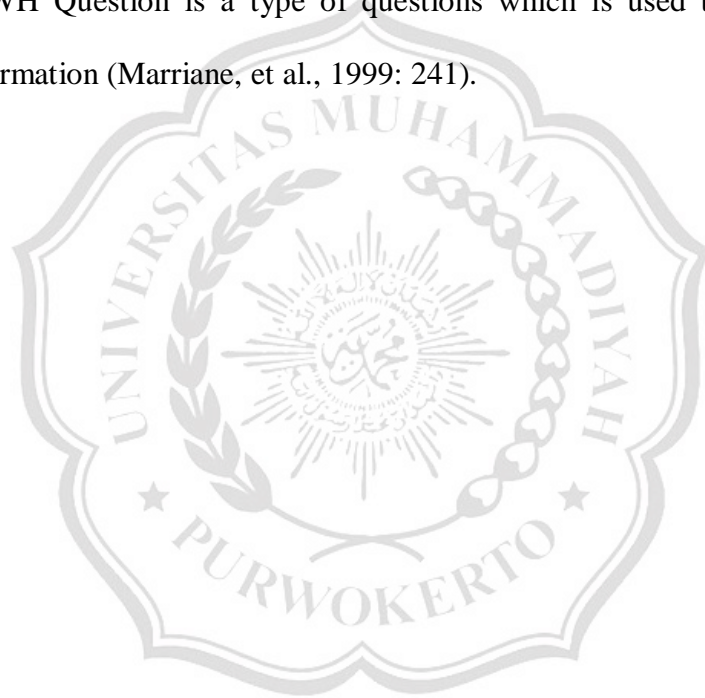 WH Question is a type of questions which is used
rmation (Marriane, et al., 1999: 241).
UNIVERSITAS MUHAMMADIYAH
PURWOKERTO